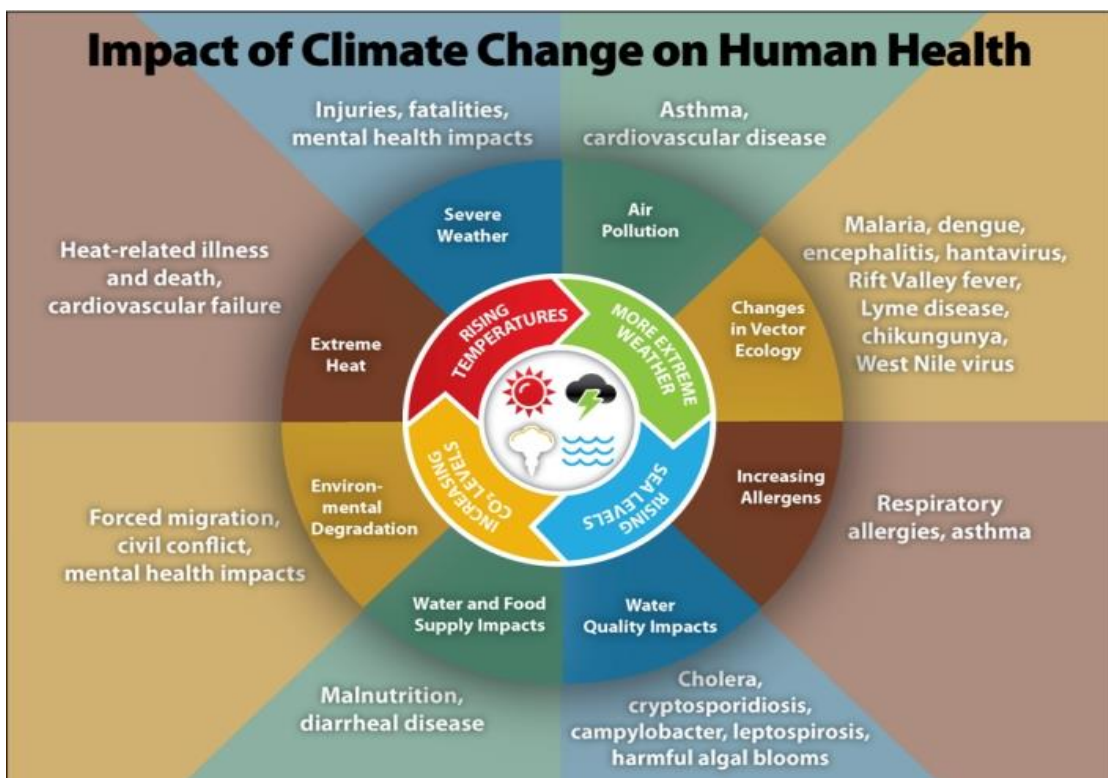 Impact of Climate Change on Human Health
Injuries, fatalities,
mental health impacts
Asthma,
cardiovascular disease
Severe
Weather
Air
Pollution
Heat-related illness
and death,
cardiovascular failure
Extreme
Heat
Changes
in Vector
Ecology
Malaria, dengue,
encephalitis, hantavirus,
Rift Valley fever,
Lyme disease,
chikungunya,
West Nile virus
RISING
TEMPERATURES
MORE EXTREME
WEATHER
INCREASING
CO₂ LEVELS
RISING
SEA LEVELS
Environ-
mental
Degradation
Increasing
Allergens
Forced migration,
civil conflict,
mental health impacts
Respiratory
allergies, asthma
Water and Food
Supply Impacts
Water
Quality Impacts
Malnutrition,
diarrheal disease
Cholera,
cryptosporidiosis,
campylobacter, leptospirosis,
harmful algal blooms